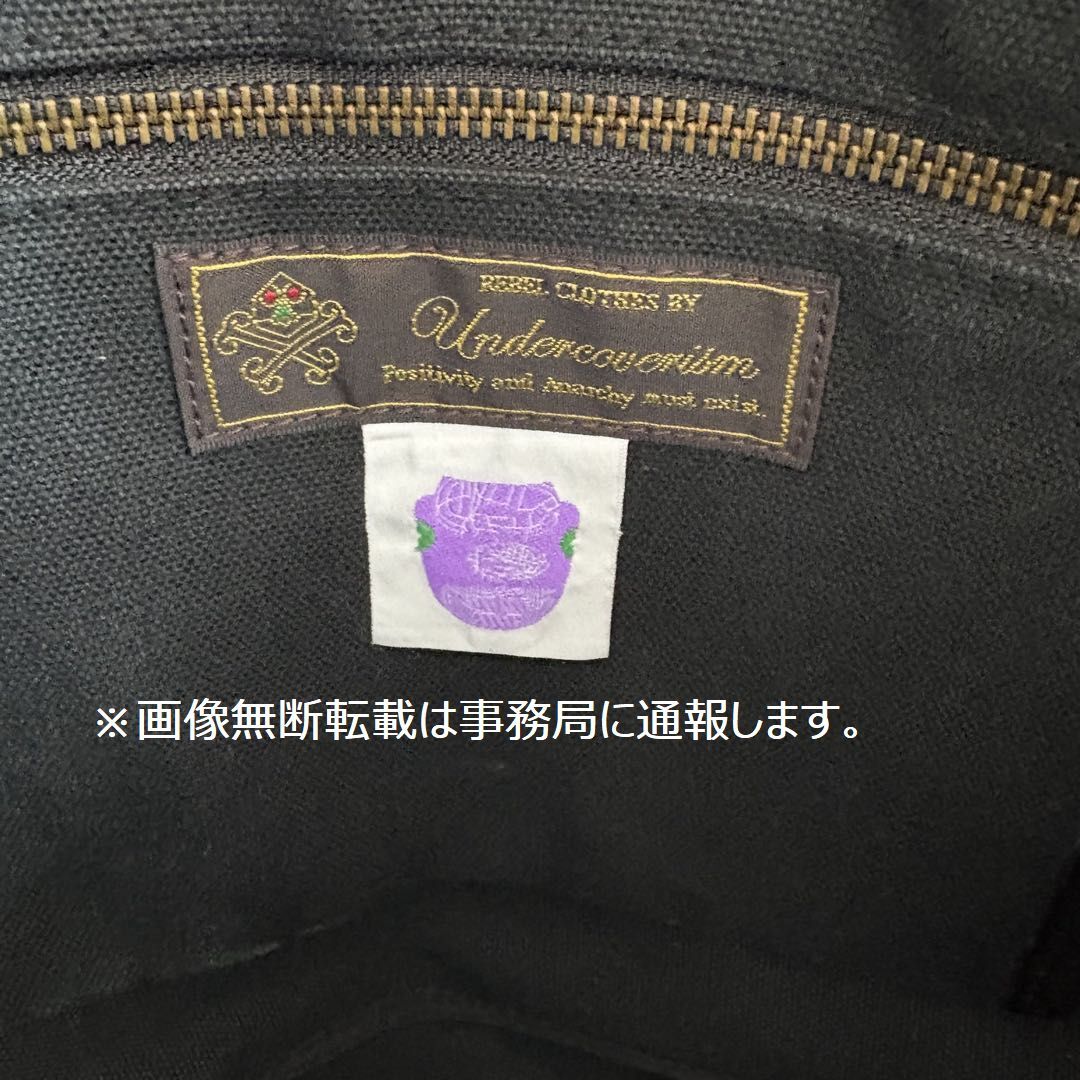 REBEL CLOTHES BY
Undercoverism
Positivity and Anarchy must exist.
※画像無断転載は事務局に通報します。